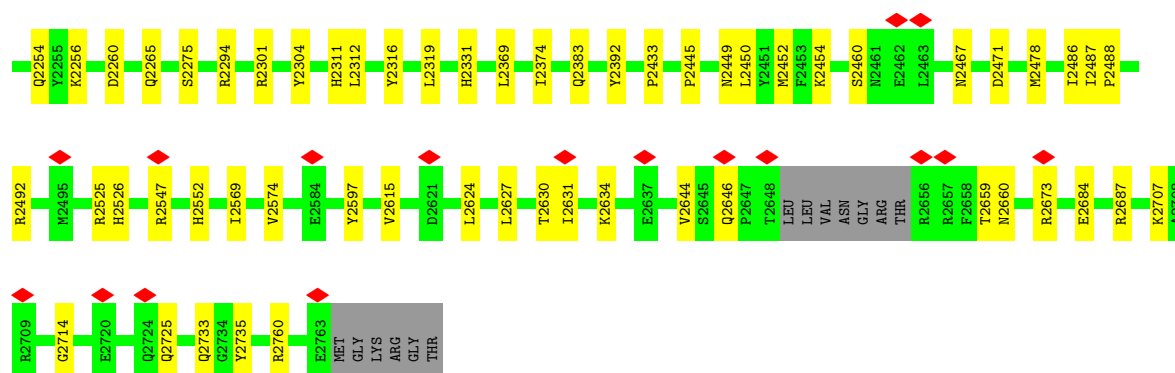 Q2254 Y2255 K2256 D2260 Q2265 S2275 R2294 R2301 Y2304 H2311 L2312 Y2316 L2319 H2331 L2369 I2374 Q2383 Y2392 P2433 P2445 N2449 L2450 Y2451 M2452 F2453 K2454 S2460 N2461 E2462 L2463 N2467 D2471 M2478 I2486 I2487 P2488
R2492 M2495 R2525 H2526 R2547 H2552 I2569 V2574 E2584 Y2597 V2615 D2621 L2624 L2627 T2630 I2631 K2634 E2637 V2644 S2645 Q2646 P2647 T2648 LEU LEU VAL ASN GLY ARG THR R2656 R2657 F2658 T2659 N2660 R2673 E2684 R2687 K2707
R2709 G2714 E2720 Q2724 Q2725 Q2733 G2734 Y2735 R2760 E2763 MET GLY LYS ARG GLY THR